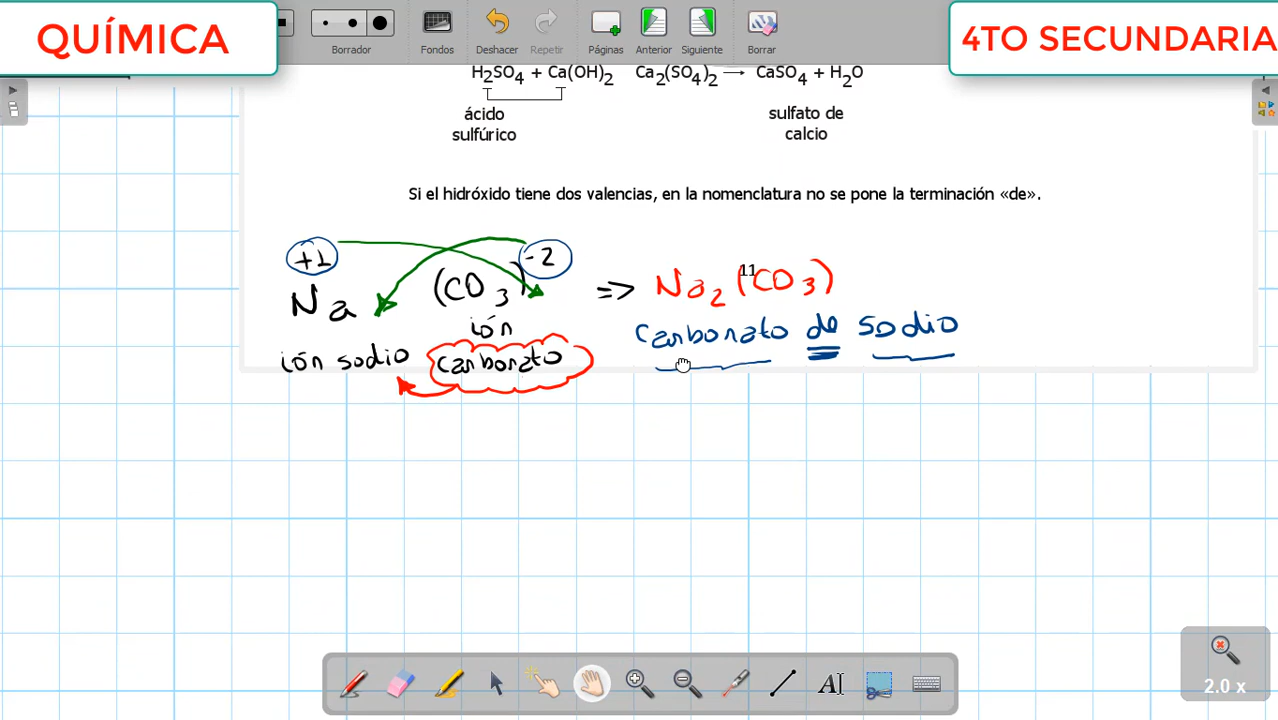 QUÍMICA
4TO SECUNDARIA
Borrador Fondos Deshacer Repetir Páginas Anterior Siguiente Borrar
H2SO4 + Ca(OH)2 Ca2(SO4)2 → CaSO4 + H2O
ácido sulfato de
sulfúrico calcio
Si el hidróxido tiene dos valencias, en la nomenclatura no se pone la terminación «de».
+1 -2
Na (CO3) => Na2(CO3)
11
ión carbonato de sodio
ión sodio carbonato
AI
2.0 x